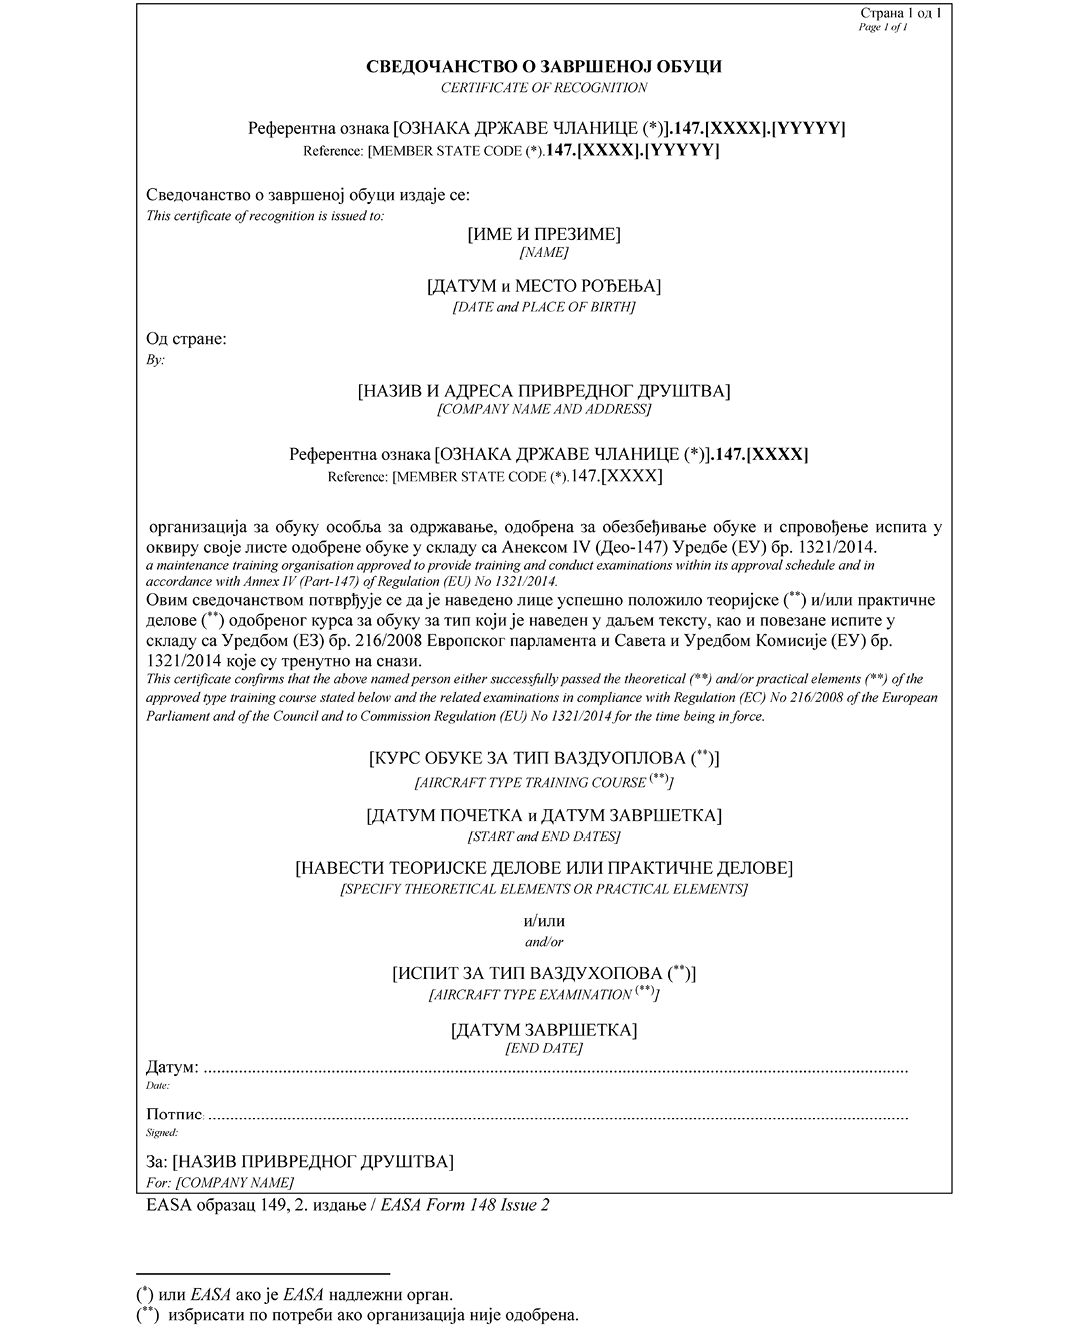 Страна 1 од 1
Page 1 of 1
СВЕДОЧАНСТВО О ЗАВРШЕНОЈ ОБУЦИ
CERTIFICATE OF RECOGNITION
Референтна ознака [ОЗНАКА ДРЖАВЕ ЧЛАНИЦЕ (*)].147.[XXXX].[YYYYY]
Reference: [MEMBER STATE CODE (*).147.[XXXX].[YYYYY]
Сведочанство о завршеној обуци издаје се:
This certificate of recognition is issued to:
[ИМЕ И ПРЕЗИМЕ]
[NAME]
[ДАТУМ и МЕСТО РОЂЕЊА]
[DATE and PLACE OF BIRTH]
Од стране:
By:
[НАЗИВ И АДРЕСА ПРИВРЕДНОГ ДРУШТВА]
[COMPANY NAME AND ADDRESS]
Референтна ознака [ОЗНАКА ДРЖАВЕ ЧЛАНИЦЕ (*)].147.[XXXX]
Reference: [MEMBER STATE CODE (*).147.[XXXX]
организација за обуку особља за одржавање, одобрена за обезбеђивање обуке и спровођење испита у
оквиру своје листе одобрене обуке у складу са Анексом IV (Део-147) Уредбе (ЕУ) бр. 1321/2014.
a maintenance training organisation approved to provide training and conduct examinations within its approval schedule and in
accordance with Annex IV (Part-147) of Regulation (EU) No 1321/2014.
Овим сведочанством потврђује се да је наведено лице успешно положило теоријске (**) и/или практичне
делове (**) одобреног курса за обуку за тип који је наведен у даљем тексту, као и повезане испите у
складу са Уредбом (ЕЗ) бр. 216/2008 Европског парламента и Савета и Уредбом Комисије (ЕУ) бр.
1321/2014 које су тренутно на снази.
This certificate confirms that the above named person either successfully passed the theoretical (**) and/or practical elements (**) of the
approved type training course stated below and the related examinations in compliance with Regulation (EC) No 216/2008 of the European
Parliament and of the Council and to Commission Regulation (EU) No 1321/2014 for the time being in force.
[КУРС ОБУКЕ ЗА ТИП ВАЗДУОПЛОВА (**)]
[AIRCRAFT TYPE TRAINING COURSE (**)]
[ДАТУМ ПОЧЕТКА и ДАТУМ ЗАВРШЕТКА]
[START and END DATES]
[НАВЕСТИ ТЕОРИЈСКЕ ДЕЛОВЕ ИЛИ ПРАКТИЧНЕ ДЕЛОВЕ]
[SPECIFY THEORETICAL ELEMENTS OR PRACTICAL ELEMENTS]
и/или
and/or
[ИСПИТ ЗА ТИП ВАЗДУХОПОВА (**)]
[AIRCRAFT TYPE EXAMINATION (**)]
[ДАТУМ ЗАВРШЕТКА]
[END DATE]
Датум: ....................................................................................................
Date:
Потпис: ....................................................................................................
Signed:
За: [НАЗИВ ПРИВРЕДНОГ ДРУШТВА]
For: [COMPANY NAME]
EASA образац 149, 2. издање / EASA Form 148 Issue 2
(*) или EASA ако је EASA надлежни орган.
(**) избрисати по потреби ако организација није одобрена.